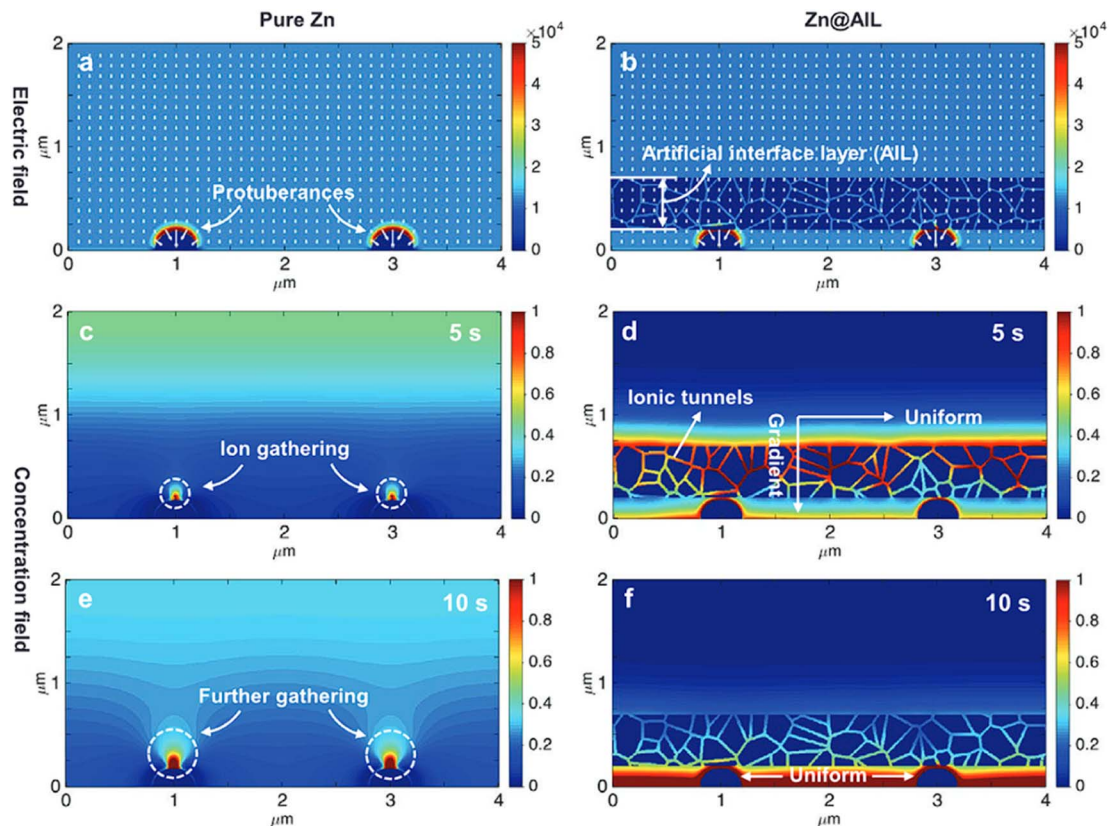 Pure Zn
Zn@AIL
Electric field
×10⁴
×10⁴
a
b
Protuberances
Artificial interface layer (AIL)
2
1
0
μm
0 1 2 3 4
μm
5
4
3
2
1
0
2
1
0
μm
0 1 2 3 4
μm
5
4
3
2
1
0
Concentration field
c
5 s
Ion gathering
2
1
0
μm
0 1 2 3 4
μm
1
0.8
0.6
0.4
0.2
0
d
5 s
Ionic tunnels
Gradient
Uniform
2
1
0
μm
0 1 2 3 4
μm
1
0.8
0.6
0.4
0.2
0
e
10 s
Further gathering
2
1
0
μm
0 1 2 3 4
μm
1
0.8
0.6
0.4
0.2
0
f
10 s
Uniform
2
1
0
μm
0 1 2 3 4
μm
1
0.8
0.6
0.4
0.2
0